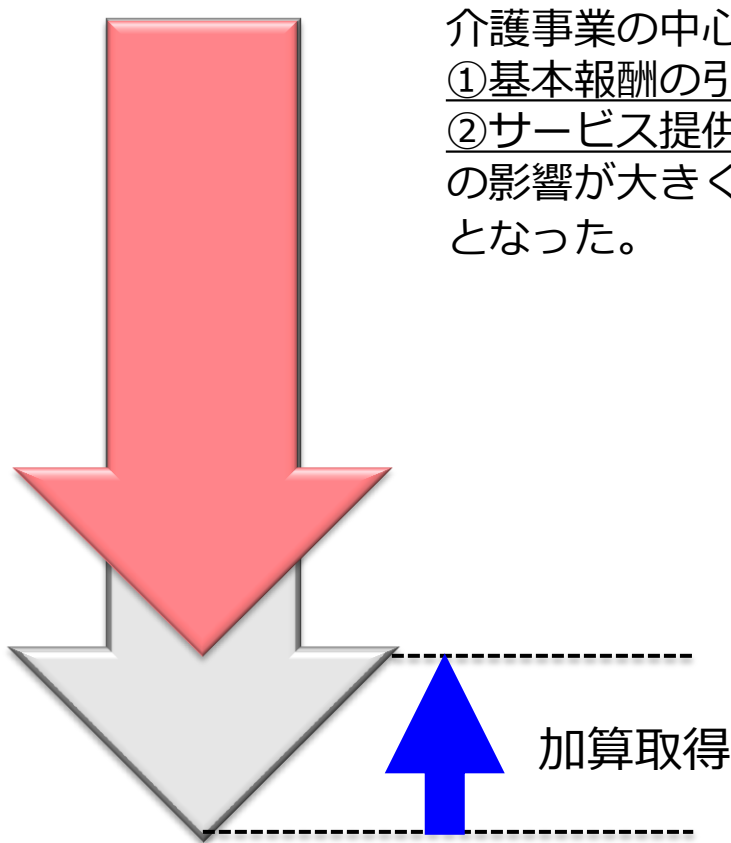 介護事業の中心
①基本報酬の引
②サービス提供
の影響が大きく
となった。
加算取得